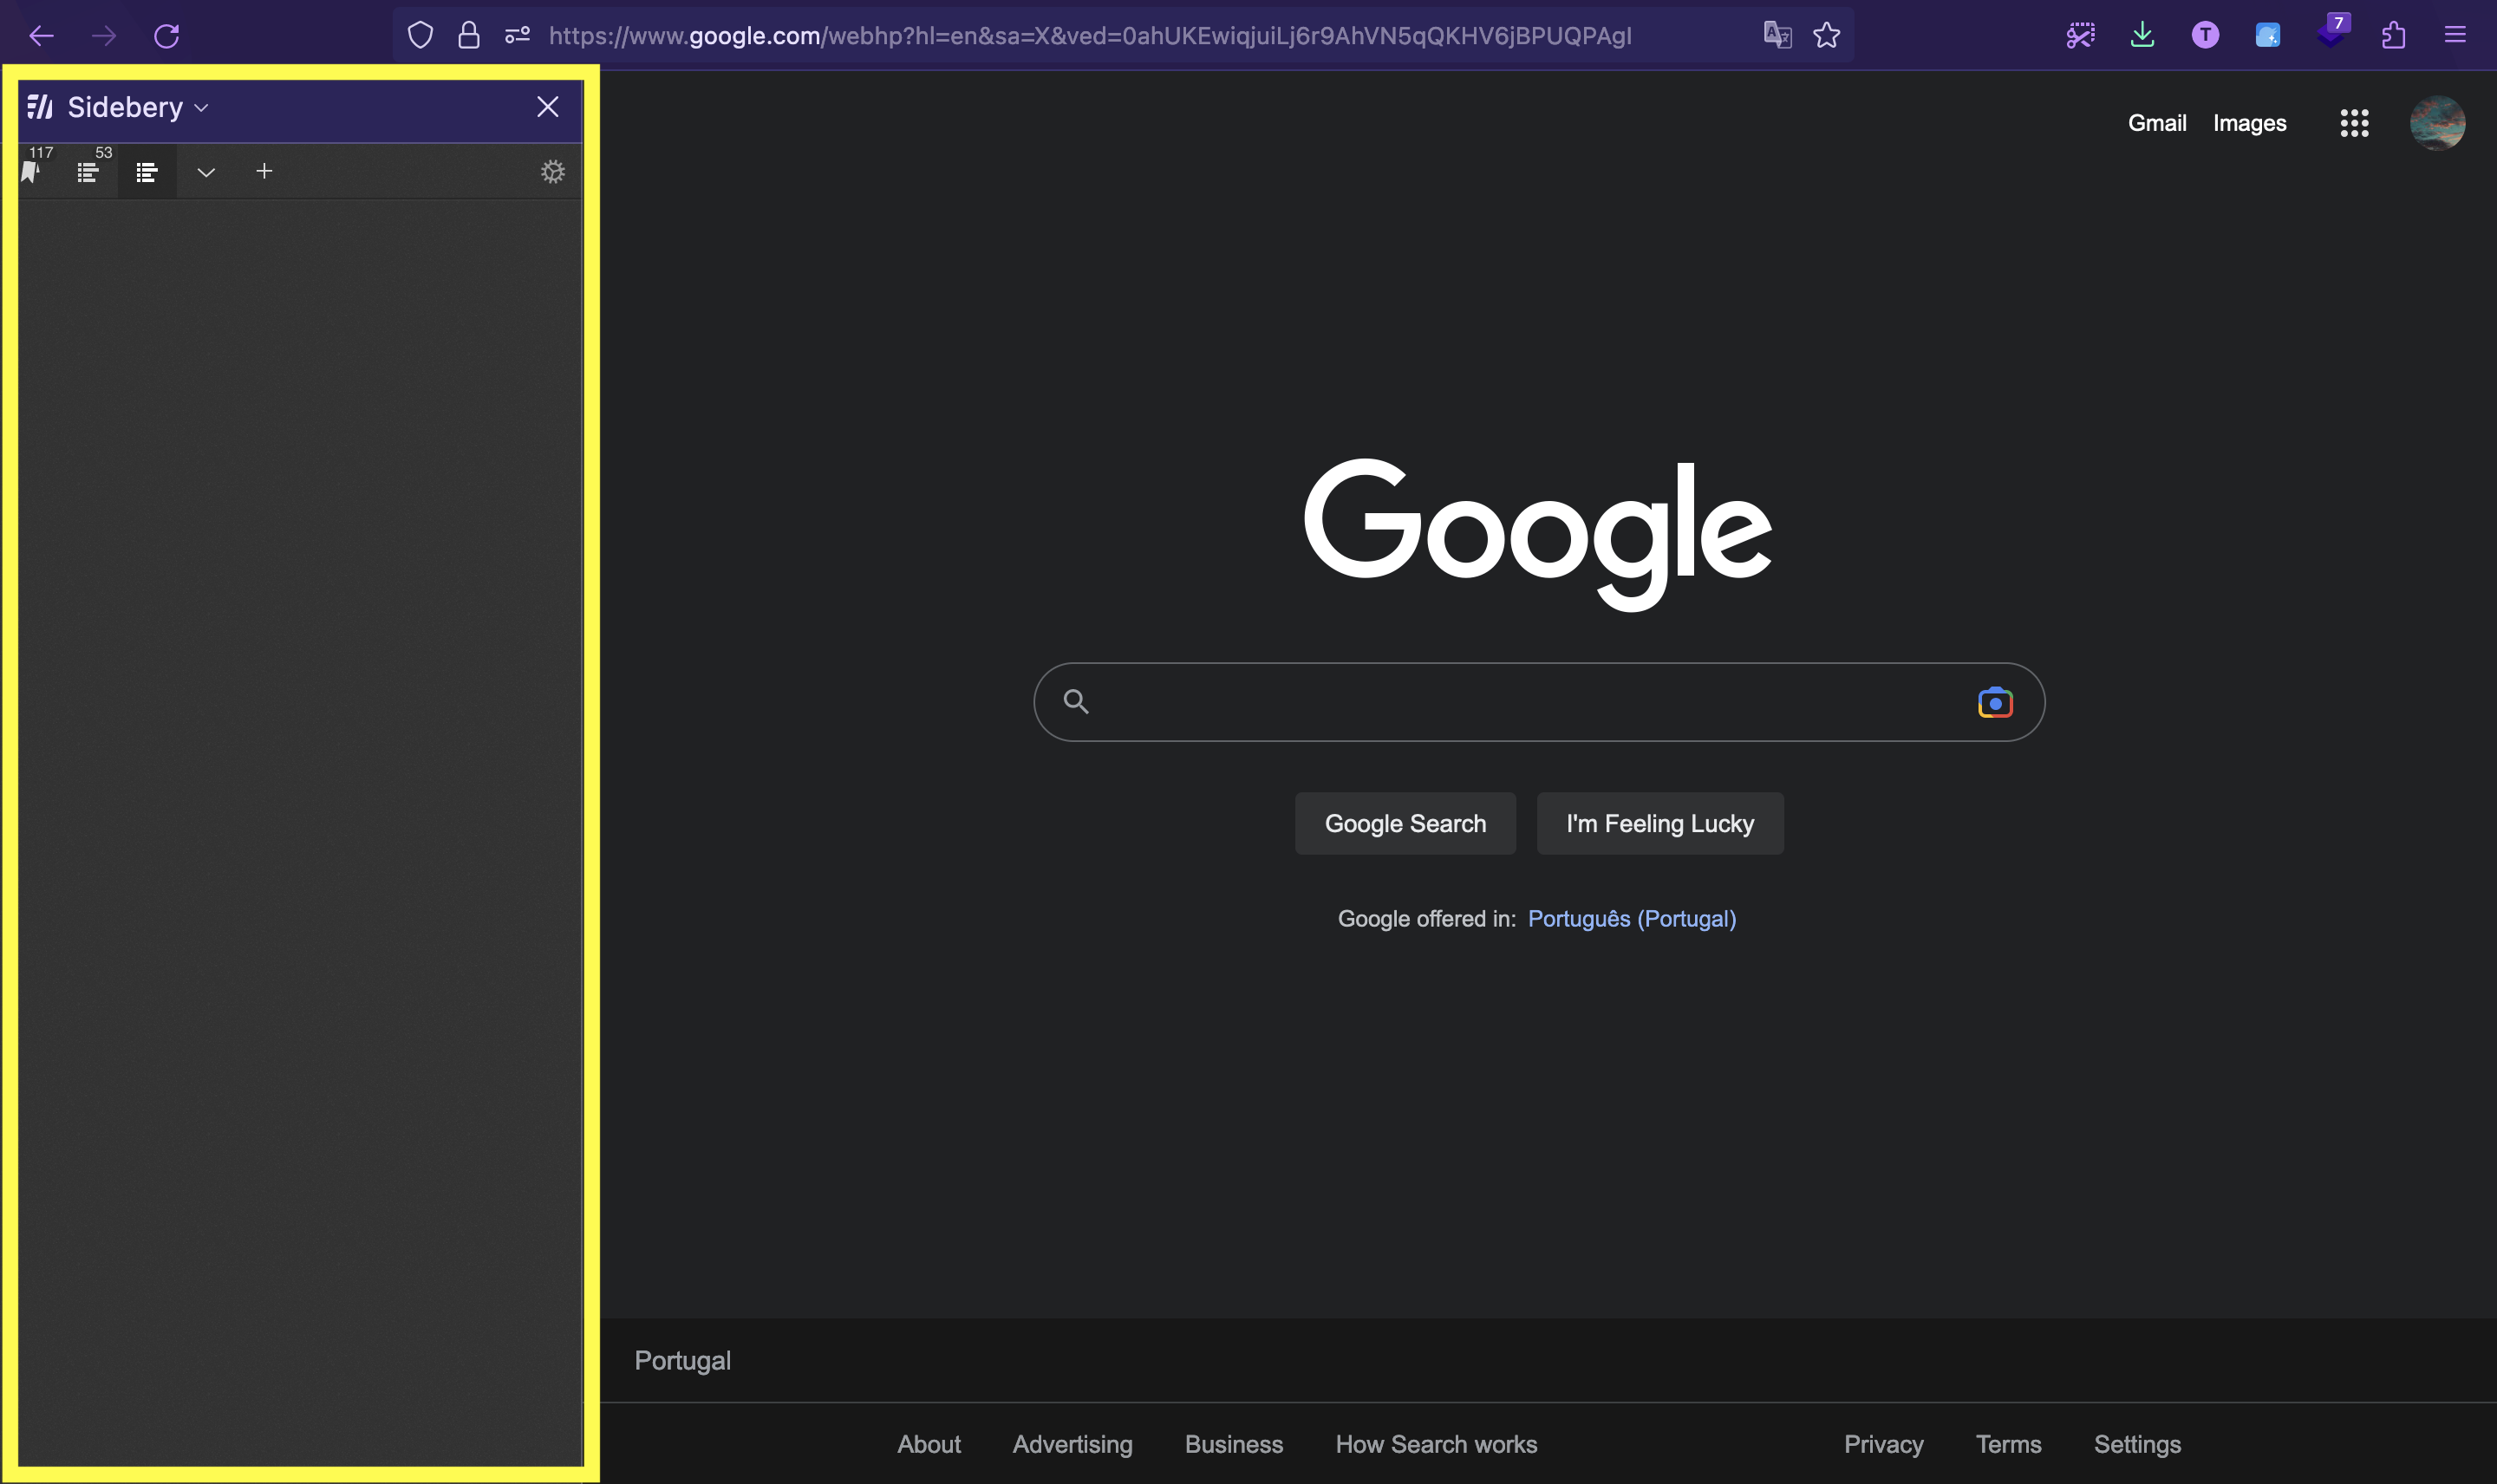 https://www.google.com/webhp?hl=en&sa=X&ved=0ahUKEwiqjuiLj6r9AhVN5qQKHV6jBPUQPAgI
T
7
Sidebery
117
53
Gmail
Images
Google
Google Search
I'm Feeling Lucky
Google offered in: Português (Portugal)
Portugal
About
Advertising
Business
How Search works
Privacy
Terms
Settings